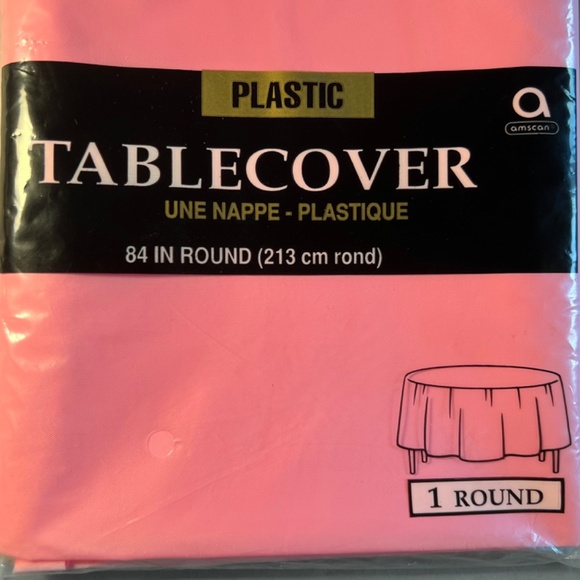 PLASTIC
amscan
TABLECOVER
UNE NAPPE - PLASTIQUE
84 IN ROUND (213 cm rond)
1 ROUND